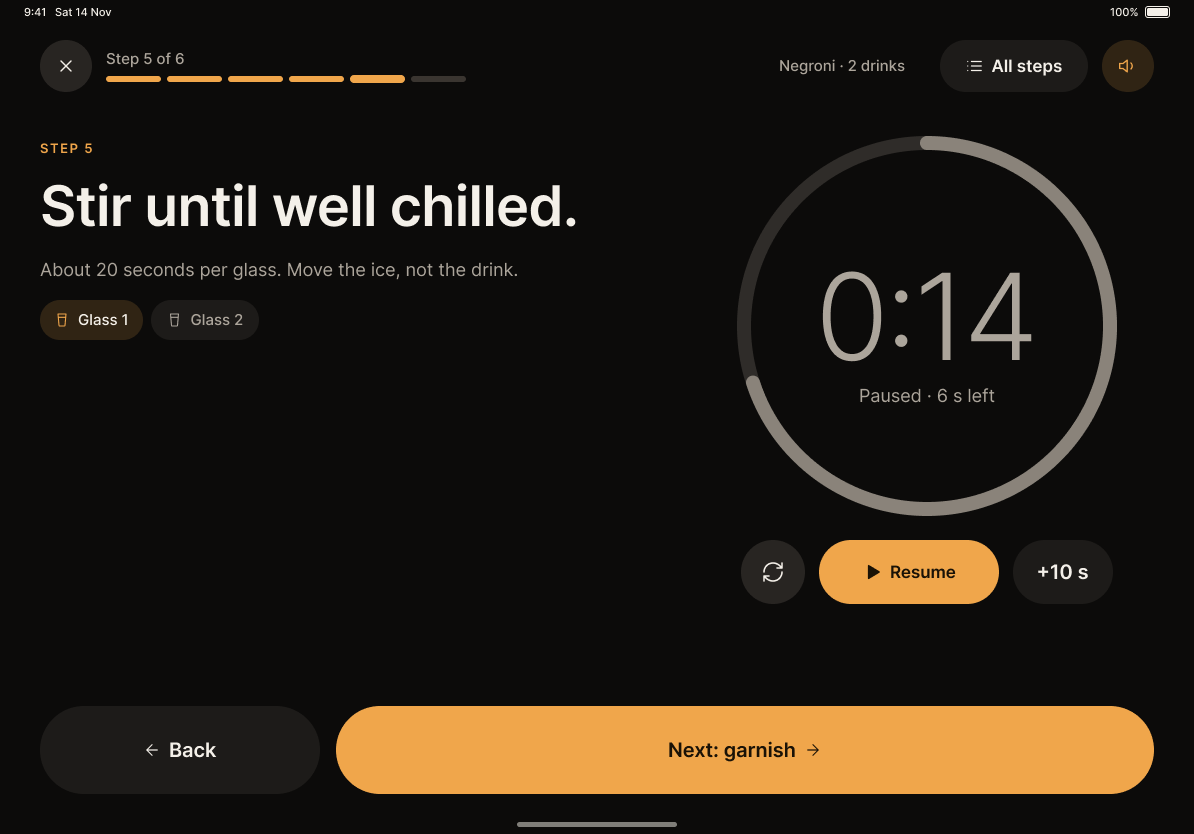 9:41 Sat 14 Nov
100%
Step 5 of 6
Negroni · 2 drinks
All steps
STEP 5
Stir until well chilled.
About 20 seconds per glass. Move the ice, not the drink.
Glass 1
Glass 2
0:14
Paused · 6 s left
Resume
+10 s
Back
Next: garnish